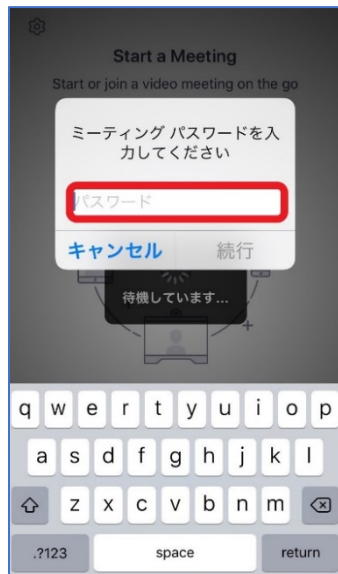 Start a Meeting
Start or join a video meeting on the go
ミーティング パスワードを入
力してください
パスワード
キャンセル 続行
待機しています...
q w e r t y u i o p
a s d f g h j k l
z x c v b n m
.?123 space return